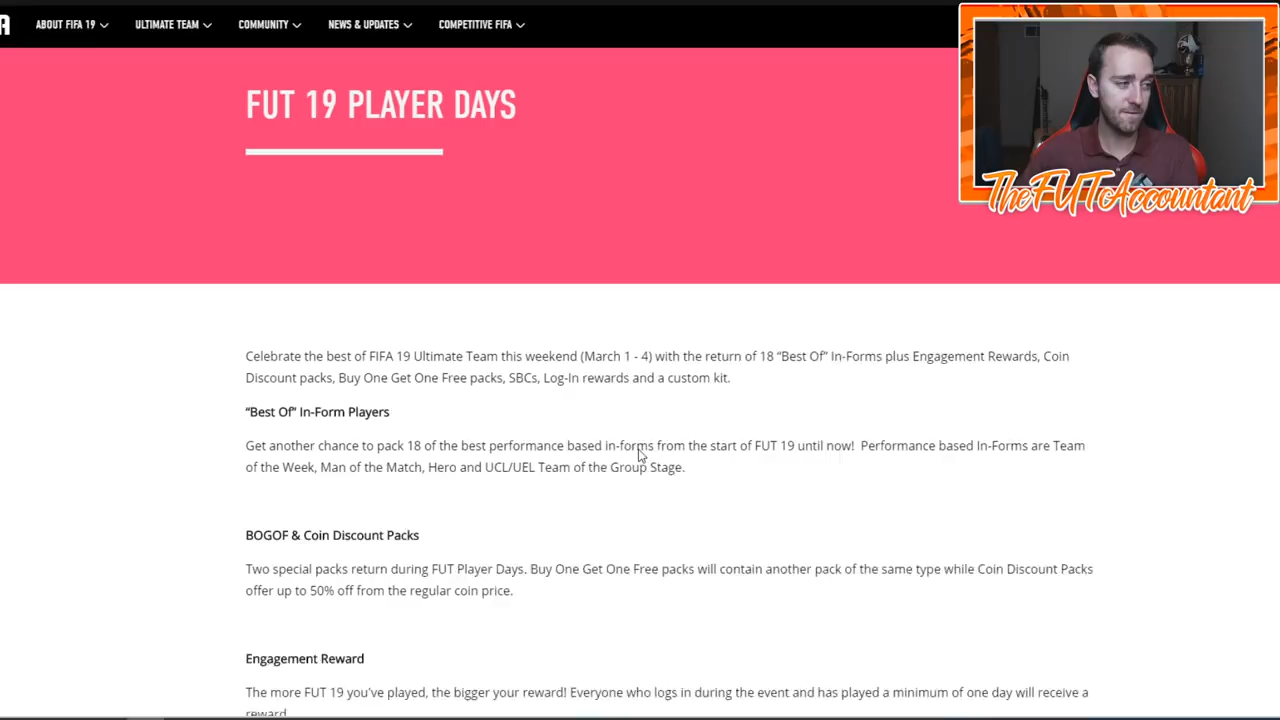 A ABOUT FIFA 19 ULTIMATE TEAM COMMUNITY NEWS & UPDATES COMPETITIVE FIFA
TheFUTAccountant
FUT 19 PLAYER DAYS
Celebrate the best of FIFA 19 Ultimate Team this weekend (March 1 - 4) with the return of 18 “Best Of” In-Forms plus Engagement Rewards, Coin
Discount packs, Buy One Get One Free packs, SBCs, Log-In rewards and a custom kit.
“Best Of” In-Form Players
Get another chance to pack 18 of the best performance based in-forms from the start of FUT 19 until now! Performance based In-Forms are Team
of the Week, Man of the Match, Hero and UCL/UEL Team of the Group Stage.
BOGOF & Coin Discount Packs
Two special packs return during FUT Player Days. Buy One Get One Free packs will contain another pack of the same type while Coin Discount Packs
offer up to 50% off from the regular coin price.
Engagement Reward
The more FUT 19 you've played, the bigger your reward! Everyone who logs in during the event and has played a minimum of one day will receive a
reward.